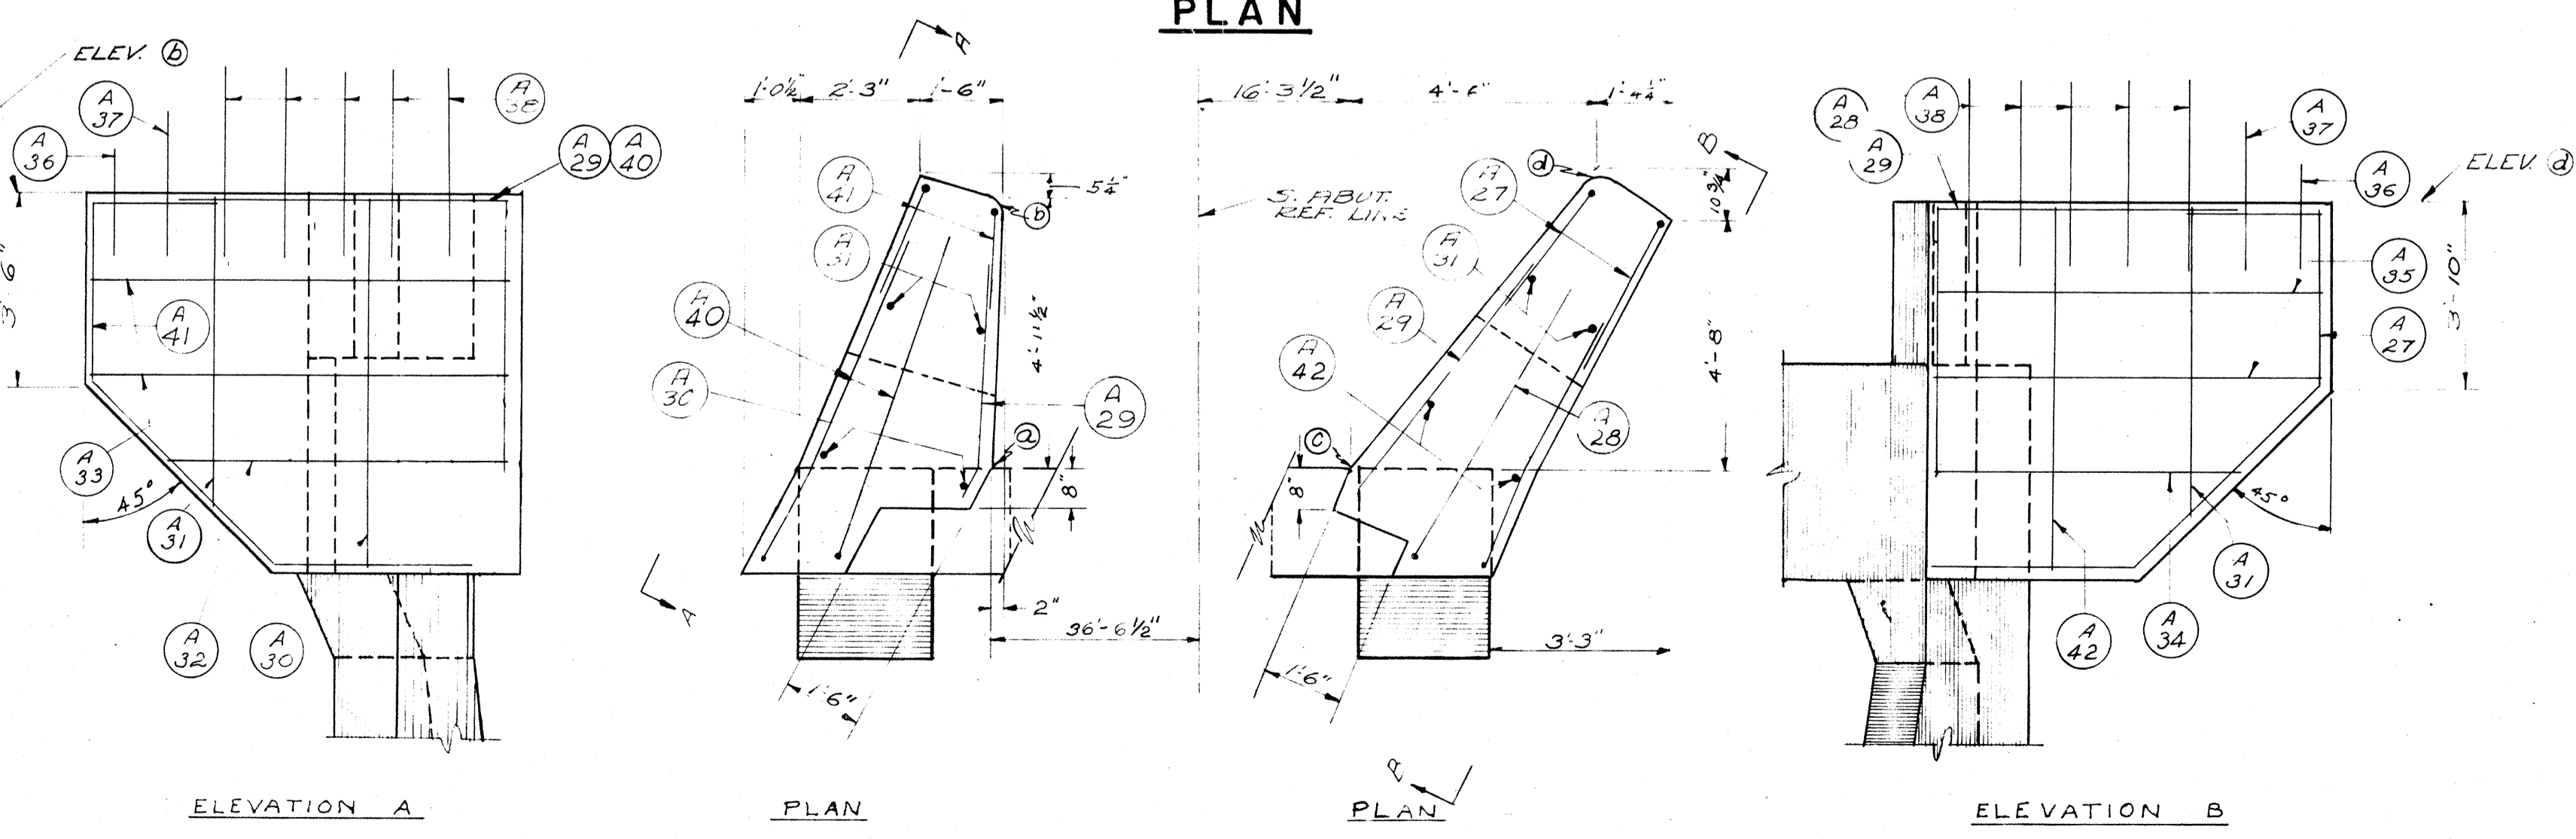 PLAN
ELEV. b
A 37
A 36
A 38
A 29 A 40
3'-6"
A 41
A 33
45°
A 31
A 32
A 30
ELEVATION A
A
1'-0½" 2'-3" 1'-6"
A 41
5¼"
b
A 31
A 40
4'-11½"
A 30
A 29
a
8"
2"
36'-6½"
1'-6"
A
PLAN
16'-3½" 1'-4¼"
S. ABUT.
REF. LINE
d
B
A 27
10¾"
A 31
A 29
A 42
4'-8"
A 28
c
8"
3'-3"
1'-6"
PLAN
A 28
A 38
A 29
A 37
A 36
ELEV. d
A 35
3'-10"
A 27
45°
A 31
A 34
A 42
ELEVATION B